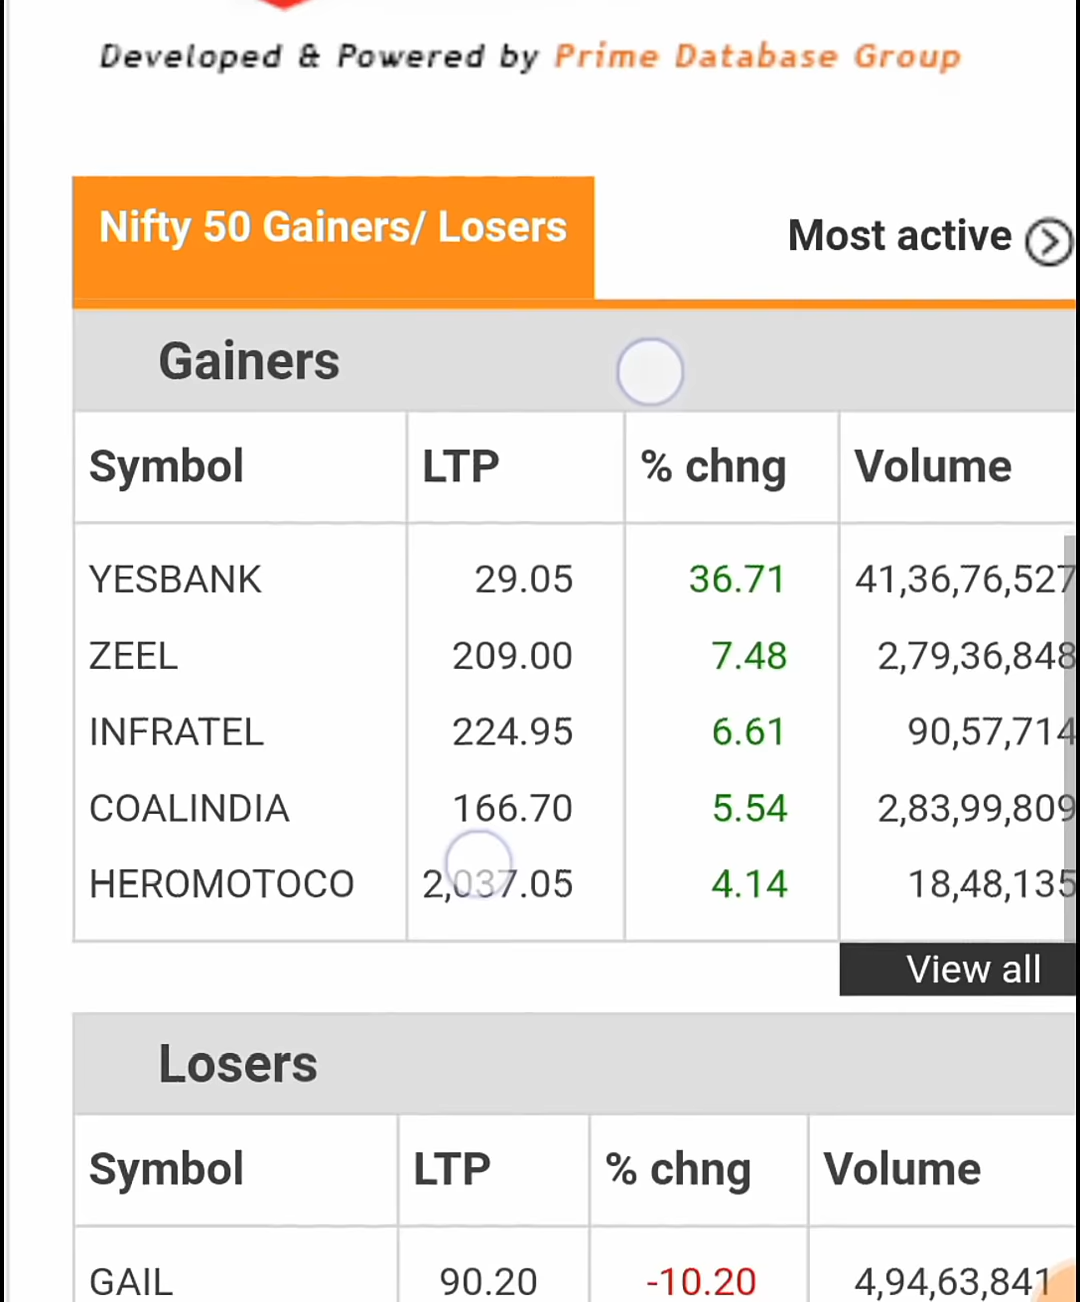 Developed & Powered by Prime Database Group
Nifty 50 Gainers/ Losers
Most active
Gainers
Symbol LTP % chng Volume
YESBANK 29.05 36.71 41,36,76,527
ZEEL 209.00 7.48 2,79,36,848
INFRATEL 224.95 6.61 90,57,714
COALINDIA 166.70 5.54 2,83,99,809
HEROMOTOCO 2,037.05 4.14 18,48,135
View all
Losers
Symbol LTP % chng Volume
GAIL 90.20 -10.20 4,94,63,841